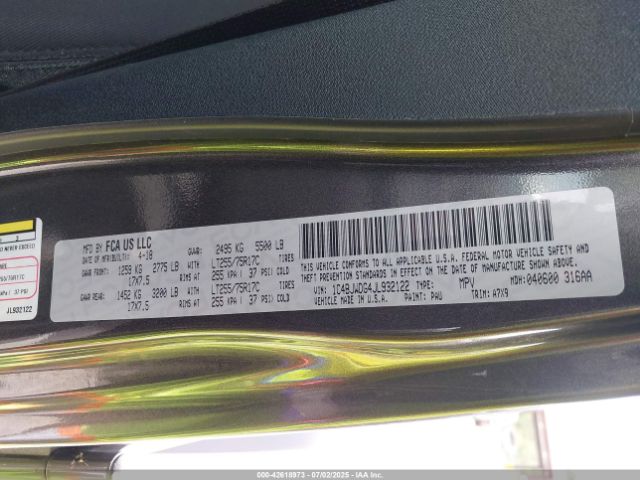 MFD BY FCA US LLC
DATE OF MFR(BUILT): 4-18 GVWR: 2495 KG 5500 LB
GAWR FRONT: 1259 KG 2775 LB WITH LT255/75R17C TIRES
17X7.5 RIMS AT 255 KPA ( 37 PSI) COLD
GAWR REAR: 1452 KG 3200 LB WITH LT255/75R17C TIRES
17X7.5 RIMS AT 255 KPA ( 37 PSI) COLD
THIS VEHICLE CONFORMS TO ALL APPLICABLE U.S.A. FEDERAL MOTOR VEHICLE SAFETY AND
THEFT PREVENTION STANDARDS IN EFFECT ON THE DATE OF MANUFACTURE SHOWN ABOVE.
VIN: 1C4BJWDG4JL932122 TYPE: MPV MDH: 040600 316AA
VEHICLE MADE IN U.S.A. PAINT: PAU TRIM: A7X9
JL932122
000-42618973 - 07/02/2025 - IAA Inc.